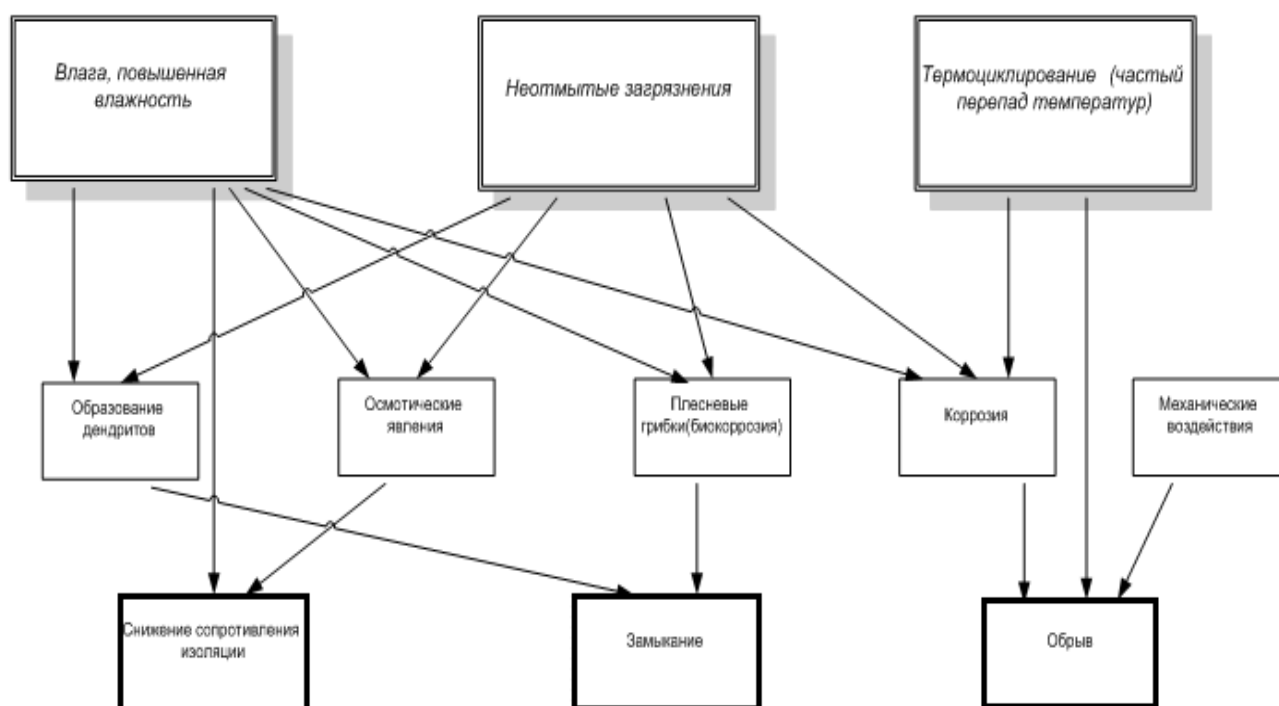 Влага, повышенная
влажность
Неотмытые загрязнения
Термоциклирование (частый
перепад температур)
Образование
дендритов
Осмотические
явления
Плесневые
грибки(биокоррозия)
Коррозия
Механические
воздействия
Снижение сопротивления
изоляции
Замыкание
Обрыв